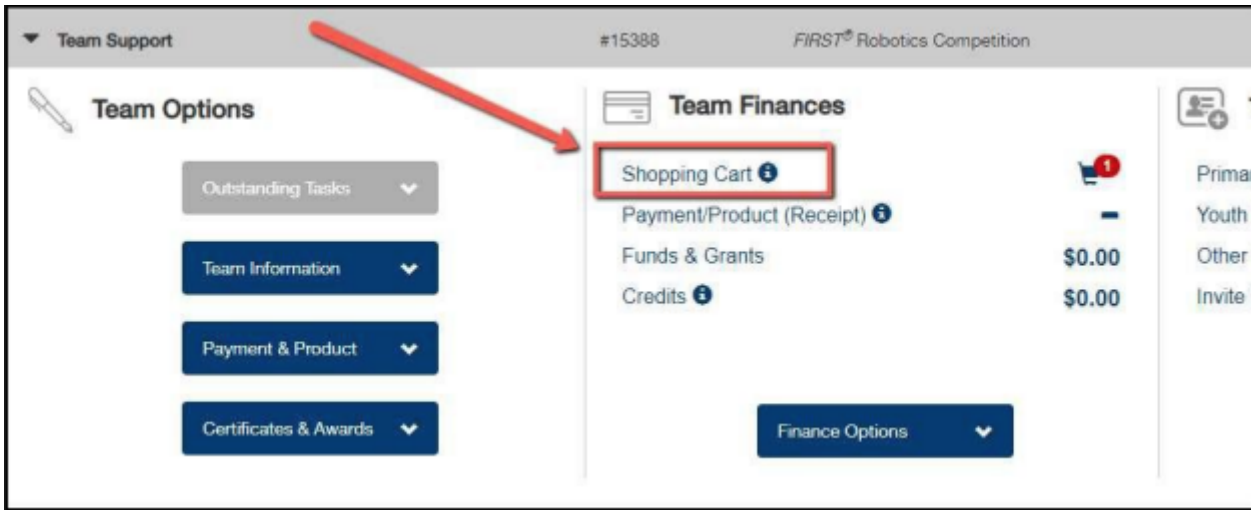 Team Support #15388 FIRST® Robotics Competition
Team Options
Outstanding Tasks
Team Information
Payment & Product
Certificates & Awards
Team Finances
Shopping Cart
1
Payment/Product (Receipt)
Funds & Grants $0.00
Credits $0.00
Finance Options
Youth
Other
Invite